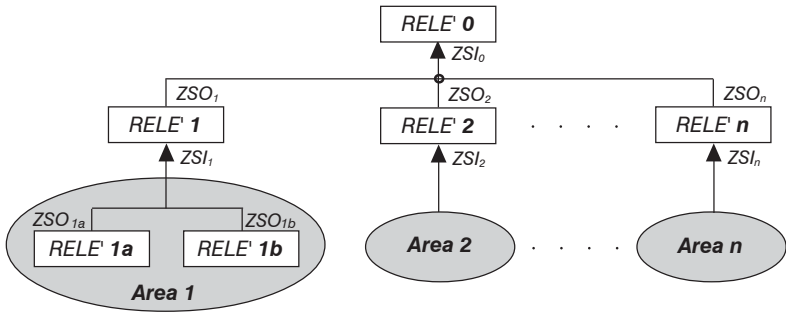 RELE' 0
ZSI0
ZSO1
ZSO2
ZSOn
RELE' 1
RELE' 2
. . . .
RELE' n
ZSI1
ZSI2
ZSIn
ZSO1a
ZSO1b
RELE' 1a
RELE' 1b
Area 2
. . . .
Area n
Area 1